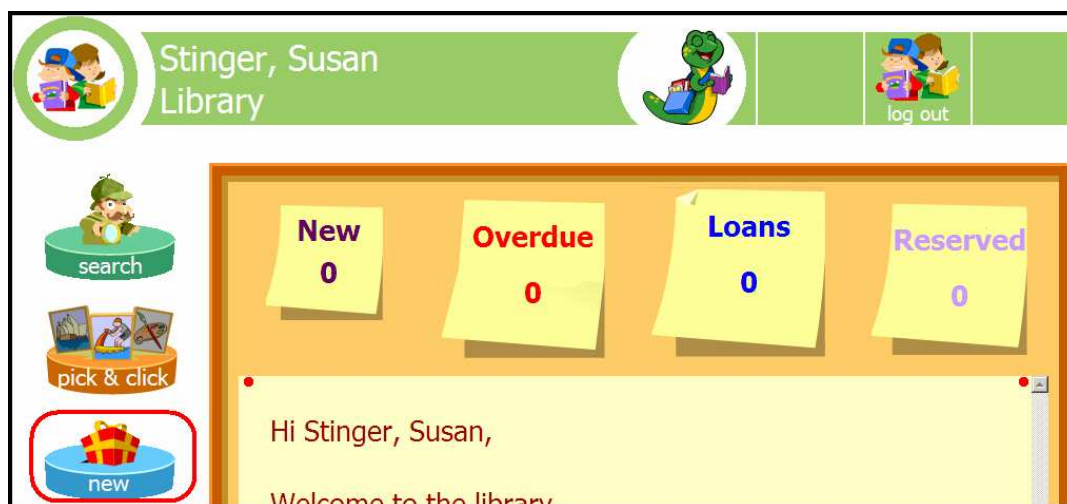 Stinger, Susan
Library
log out
search
pick & click
new
New
0
Overdue
0
Loans
0
Reserved
0
Hi Stinger, Susan,
Welcome to the library